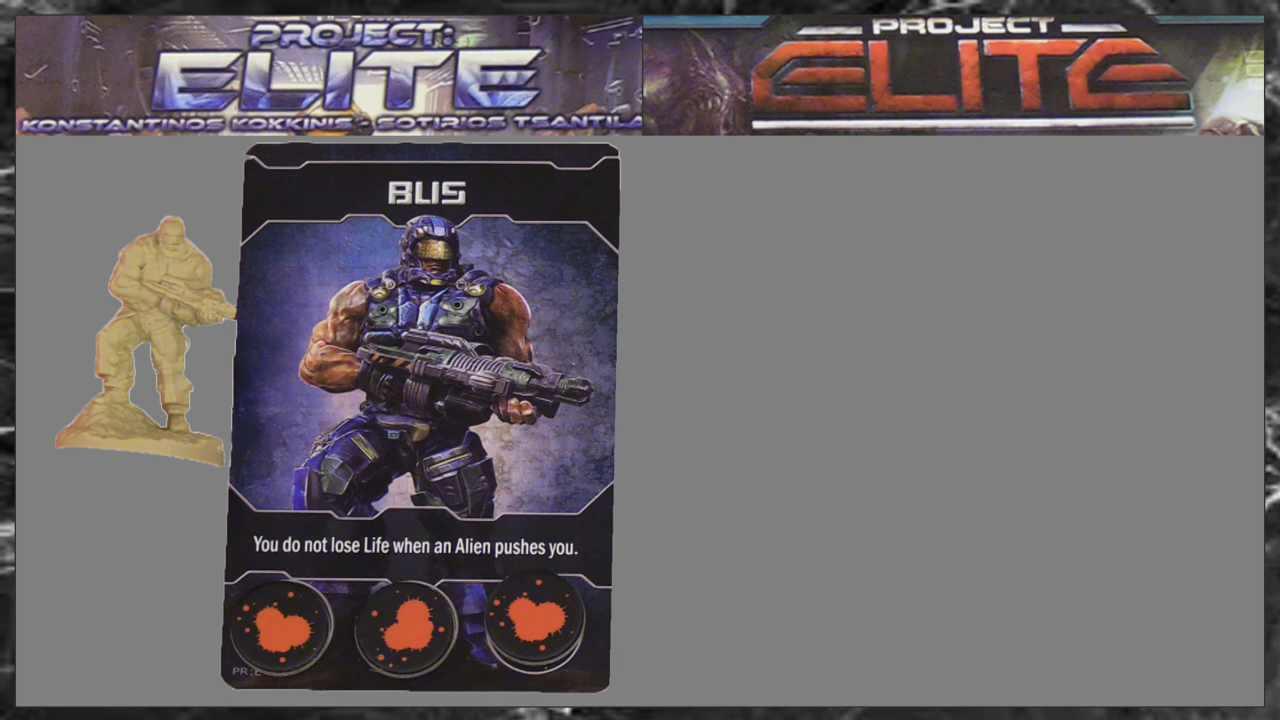 PROJECT:
ELITE
KONSTANTINOS KOKKINIS · SOTIRIOS TSANTILA
PROJECT
ELITE
BUS
You do not lose Life when an Alien pushes you.